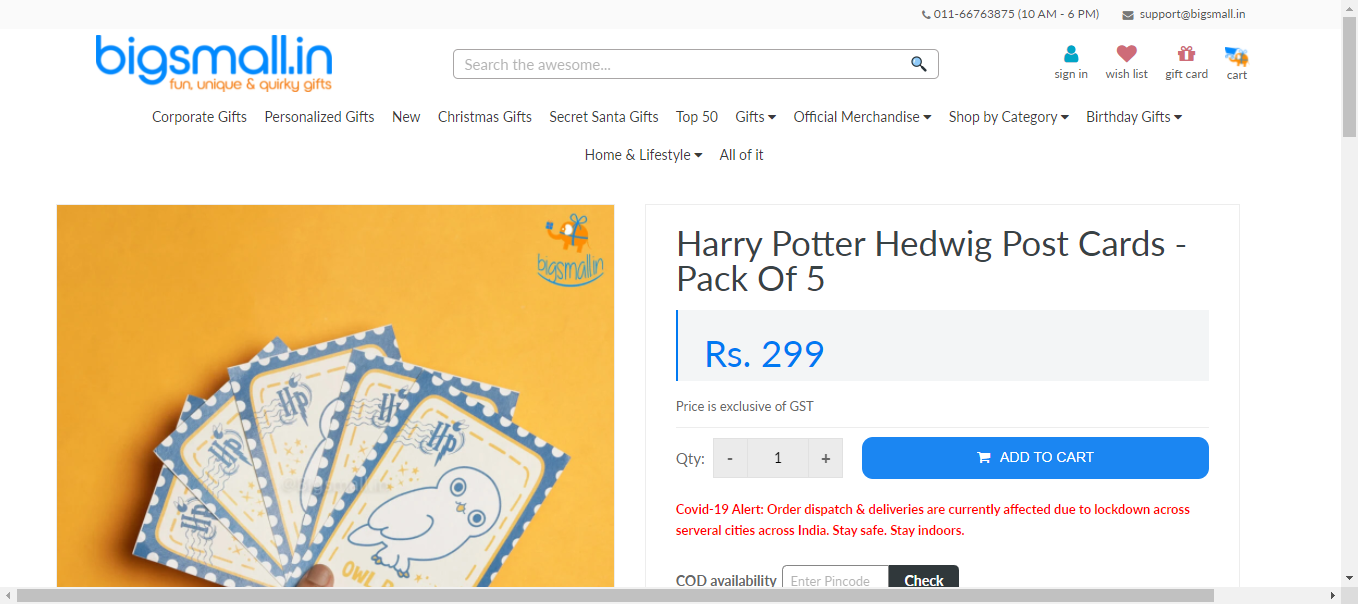 011-66763875 (10 AM - 6 PM) support@bigsmall.in
bigsmall.in
fun, unique & quirky gifts
Search the awesome...
sign in wish list gift card cart
Corporate Gifts Personalized Gifts New Christmas Gifts Secret Santa Gifts Top 50 Gifts Official Merchandise Shop by Category Birthday Gifts
Home & Lifestyle All of it
bigsmall.in
HP
HP
HP
HP
HP
OWL
Harry Potter Hedwig Post Cards -
Pack Of 5
Rs. 299
Price is exclusive of GST
Qty: - 1 + ADD TO CART
Covid-19 Alert: Order dispatch & deliveries are currently affected due to lockdown across
serveral cities across India. Stay safe. Stay indoors.
COD availability Enter Pincode Check